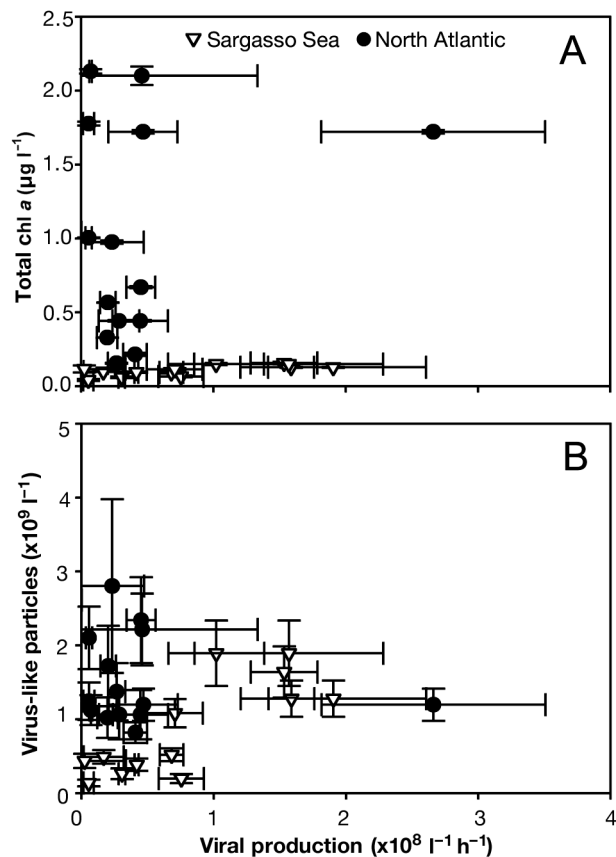 2.5
Sargasso Sea North Atlantic
A
2.0
1.5
1.0
0.5
0.0
Total chl a (µg l⁻¹)
B
5
4
3
2
1
0
Virus-like particles (x10⁹ l⁻¹)
0 1 2 3 4
Viral production (x10⁸ l⁻¹ h⁻¹)